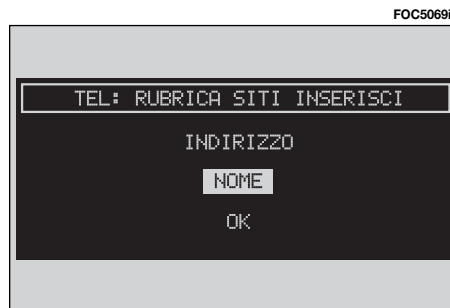 FOC5069i
TEL: RUBRICA SITI INSERISCI
INDIRIZZO
NOME
OK